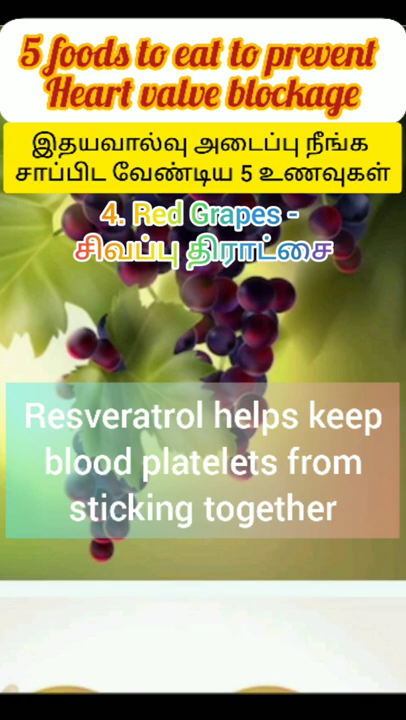 5 foods to eat to prevent
Heart valve blockage
இதயவால்வு அடைப்பு நீங்க
சாப்பிட வேண்டிய 5 உணவுகள்
4. Red Grapes -
சிவப்பு திராட்சை
Resveratrol helps keep
blood platelets from
sticking together